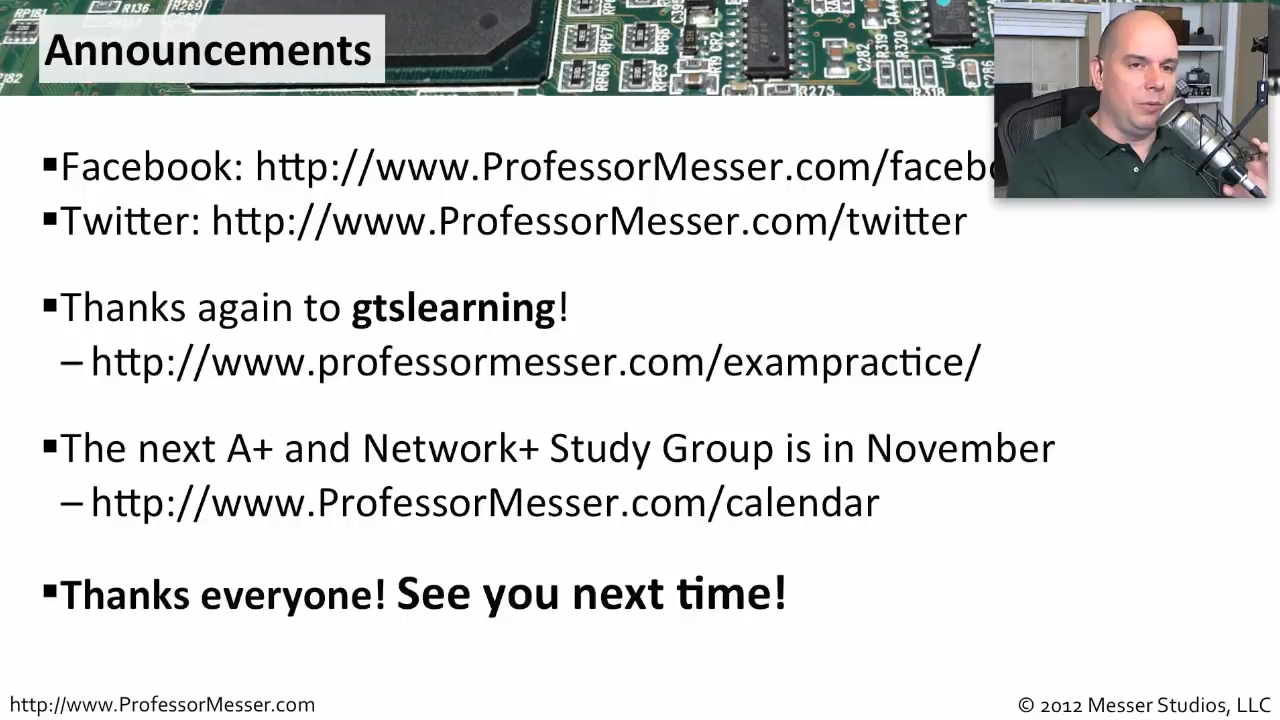 Announcements
▪Facebook: http://www.ProfessorMesser.com/facebo
▪Twitter: http://www.ProfessorMesser.com/twitter
▪Thanks again to gtslearning!
– http://www.professormesser.com/exampractice/
▪The next A+ and Network+ Study Group is in November
– http://www.ProfessorMesser.com/calendar
▪Thanks everyone! See you next time!
http://www.ProfessorMesser.com
© 2012 Messer Studios, LLC